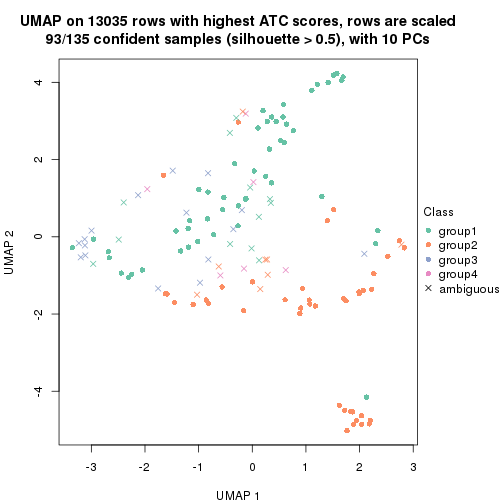 UMAP on 13035 rows with highest ATC scores, rows are scaled
93/135 confident samples (silhouette > 0.5), with 10 PCs
4
2
0
-2
-4
UMAP 2
-3
-2
-1
0
1
2
3
UMAP 1
Class
group1
group2
group3
group4
ambiguous